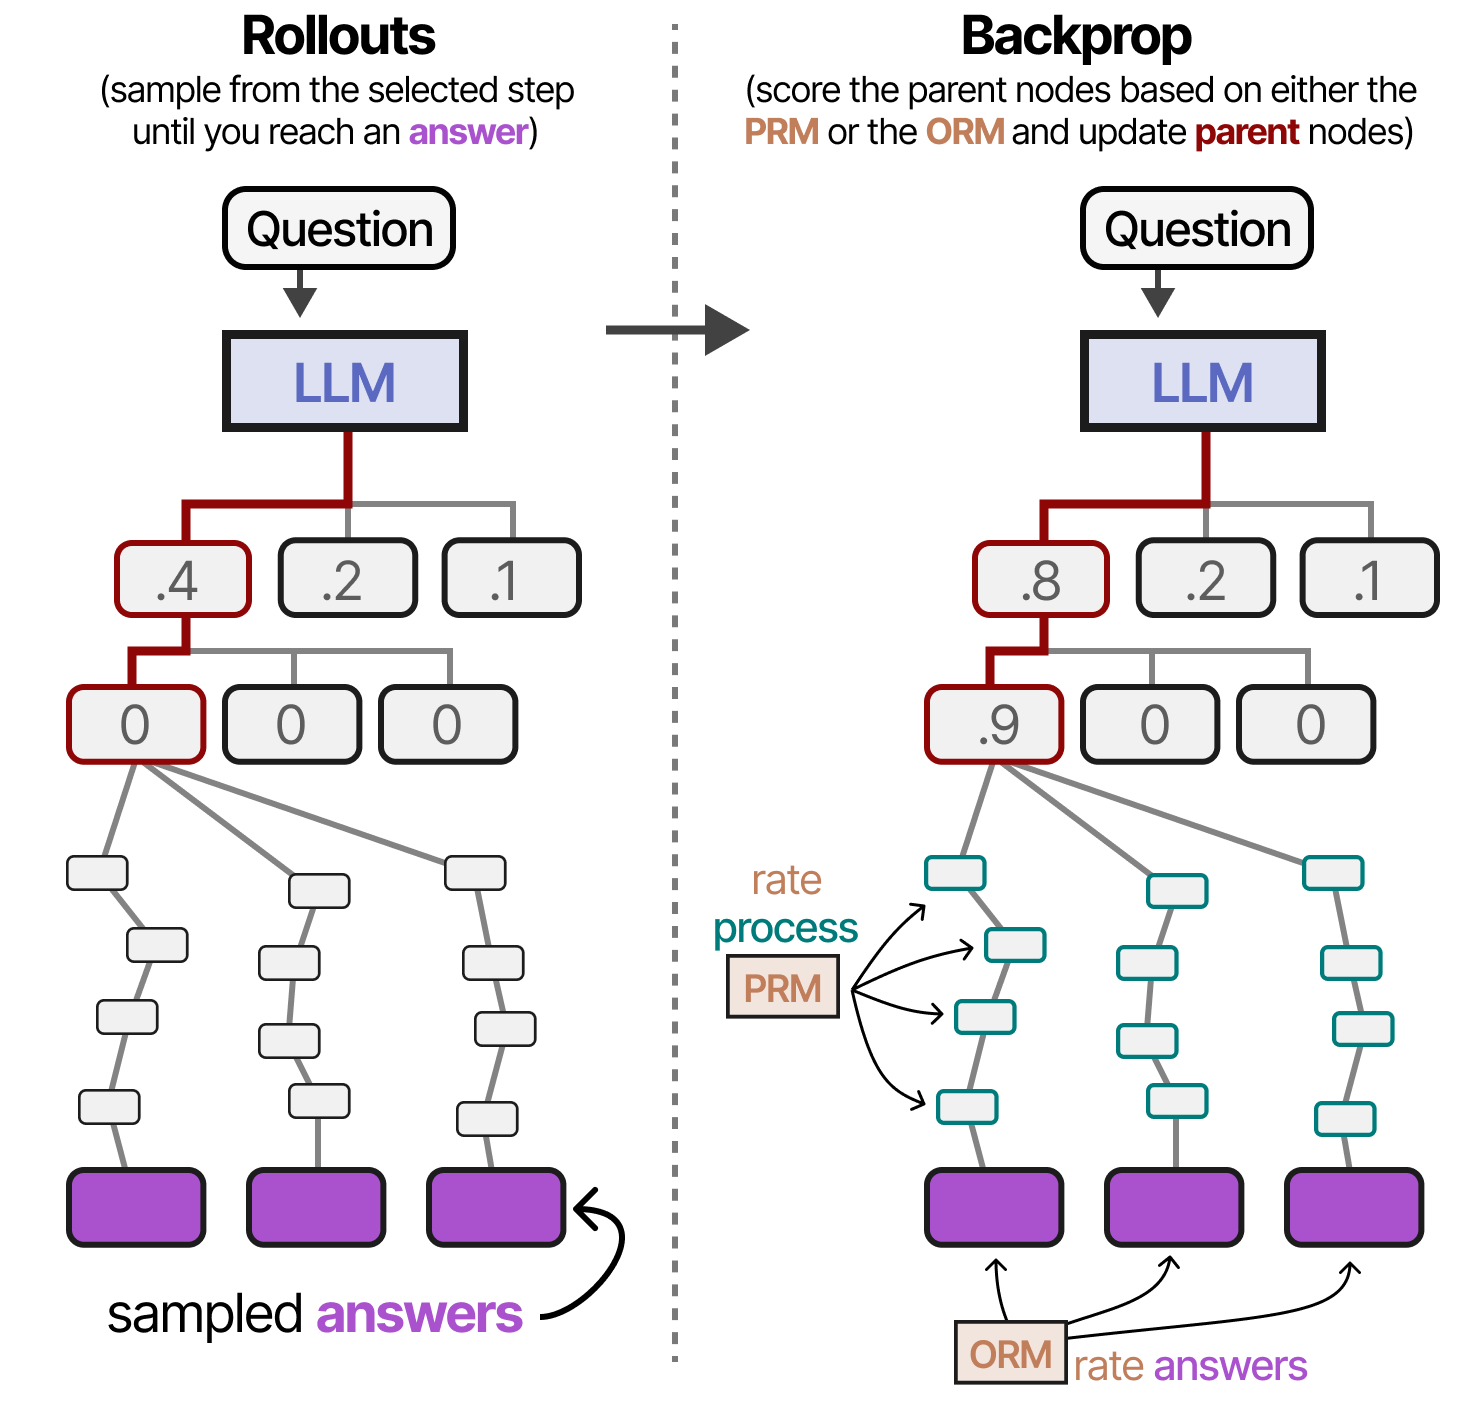 Rollouts
(sample from the selected step
until you reach an answer)
Question
LLM
.4 .2 .1
0 0 0
sampled answers
Backprop
(score the parent nodes based on either the
PRM or the ORM and update parent nodes)
Question
LLM
.8 .2 .1
.9 0 0
rate
process
PRM
ORM
rate answers